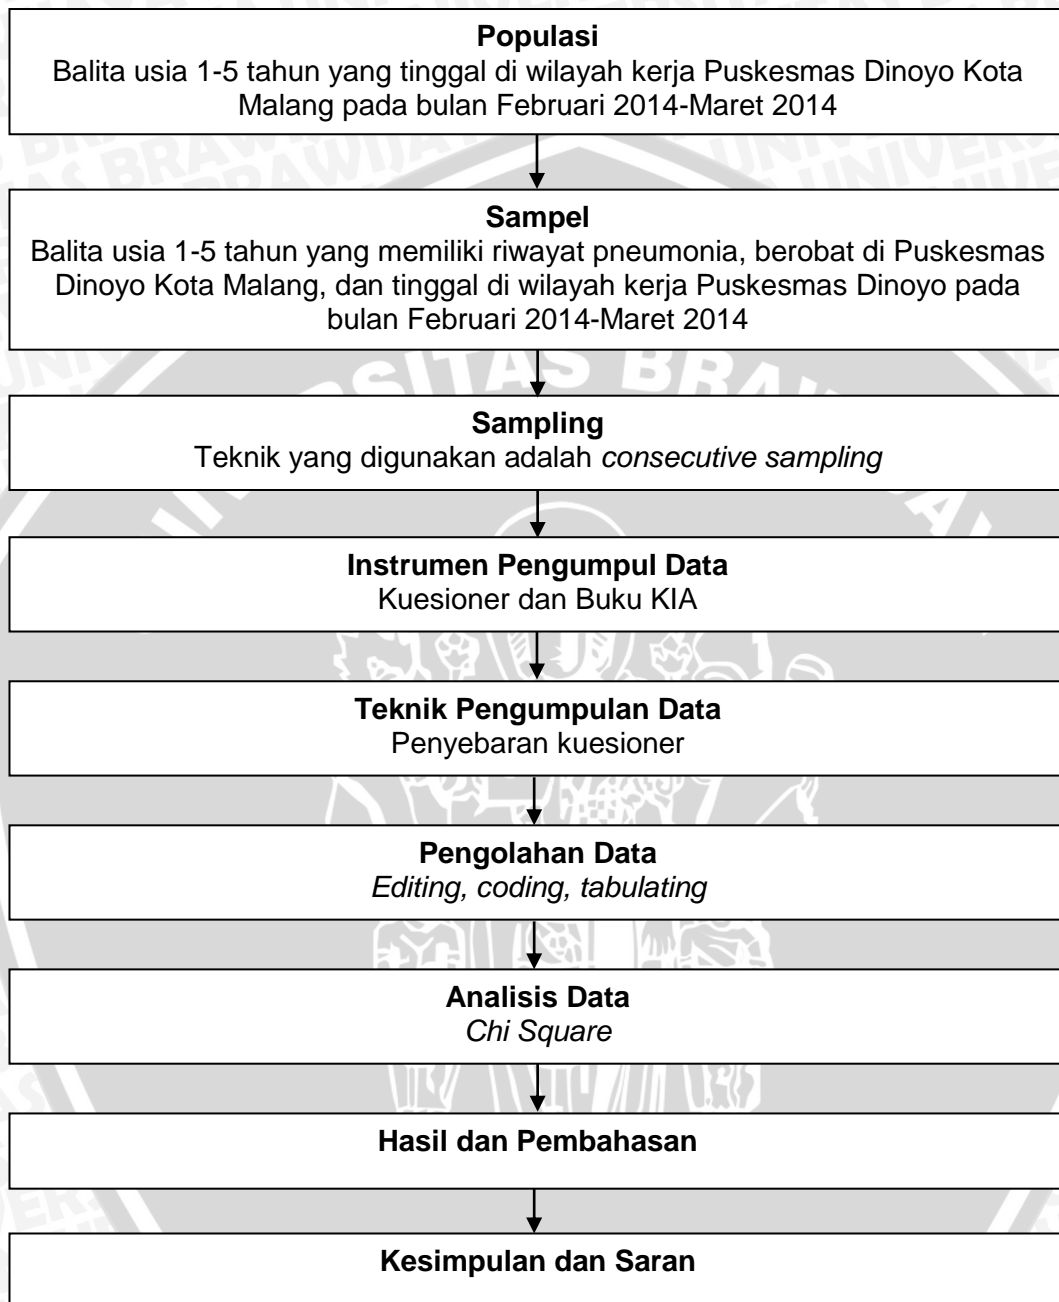 Populasi
Balita usia 1-5 tahun yang tinggal di wilayah kerja Puskesmas Dinoyo Kota
Malang pada bulan Februari 2014-Maret 2014
Sampel
Balita usia 1-5 tahun yang memiliki riwayat pneumonia, berobat di Puskesmas
Dinoyo Kota Malang, dan tinggal di wilayah kerja Puskesmas Dinoyo pada
bulan Februari 2014-Maret 2014
Sampling
Teknik yang digunakan adalah consecutive sampling
Instrumen Pengumpul Data
Kuesioner dan Buku KIA
Teknik Pengumpulan Data
Penyebaran kuesioner
Pengolahan Data
Editing, coding, tabulating
Analisis Data
Chi Square
Hasil dan Pembahasan
Kesimpulan dan Saran